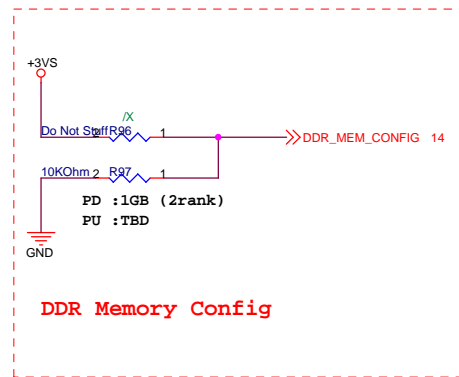 +3VS
/X
Do Not Stuff 2 R96 1
DDR_MEM_CONFIG 14
10KOhm 2 R97 1
PD :1GB (2rank)
PU :TBD
GND
DDR Memory Config